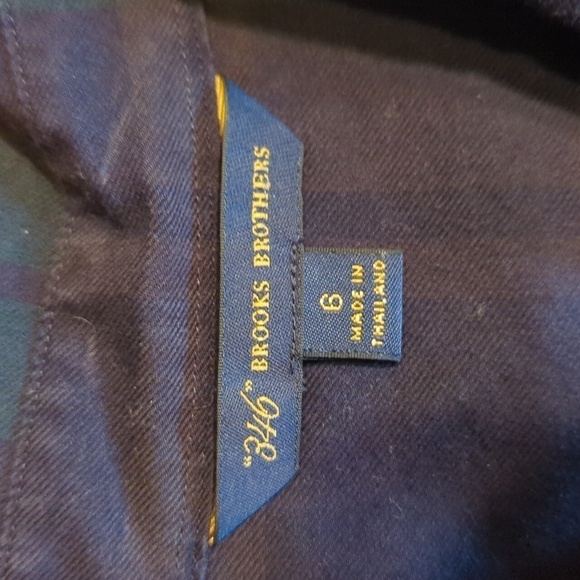 "346" BROOKS BROTHERS
6
MADE IN
THAILAND